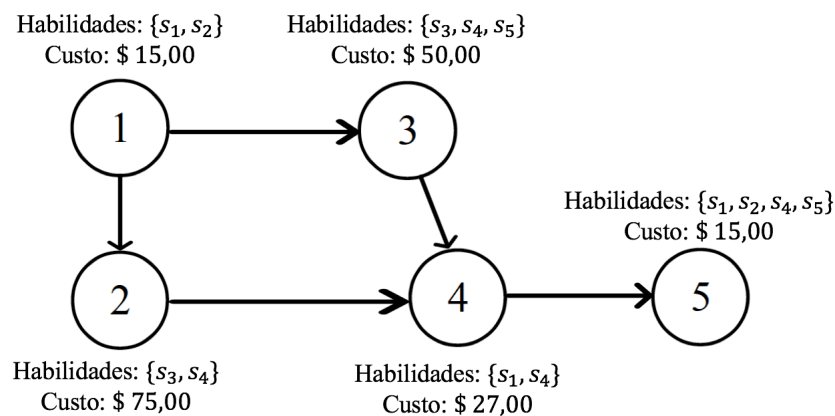 Habilidades: {s₁, s₂}
Custo: $ 15,00
Habilidades: {s₃, s₄, s₅}
Custo: $ 50,00
1
3
Habilidades: {s₁, s₂, s₄, s₅}
Custo: $ 15,00
2
4
5
Habilidades: {s₃, s₄}
Custo: $ 75,00
Habilidades: {s₁, s₄}
Custo: $ 27,00